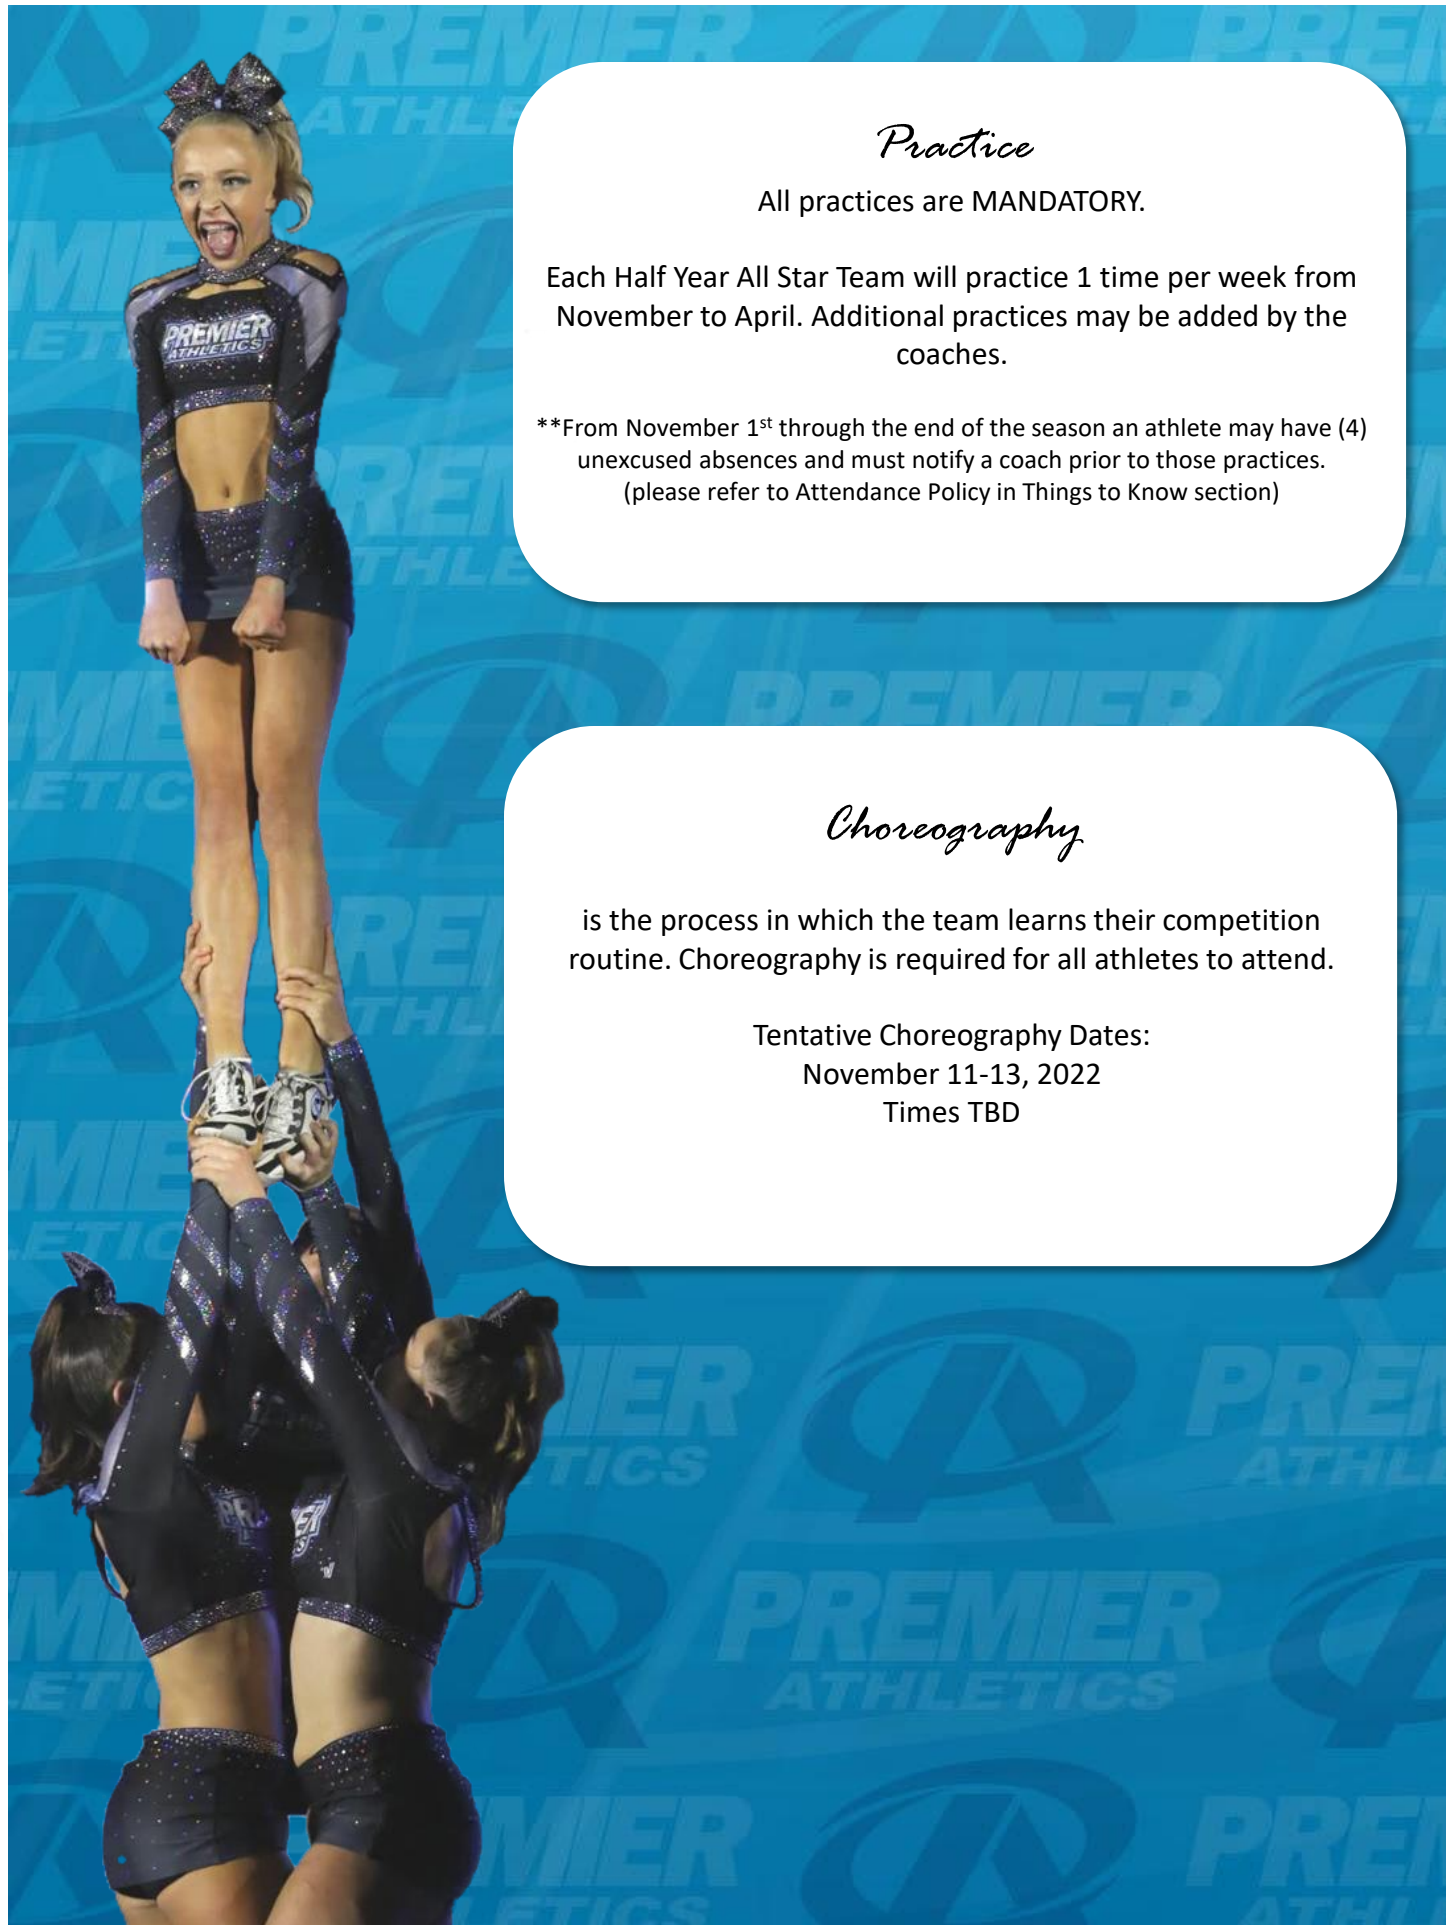 Practice
All practices are MANDATORY.
Each Half Year All Star Team will practice 1 time per week from
November to April. Additional practices may be added by the
coaches.
**From November 1st through the end of the season an athlete may have (4)
unexcused absences and must notify a coach prior to those practices.
(please refer to Attendance Policy in Things to Know section)
PREMIER
ATHLETICS
Choreography
is the process in which the team learns their competition
routine. Choreography is required for all athletes to attend.
Tentative Choreography Dates:
November 11-13, 2022
Times TBD
PREMIER
ATHLETICS